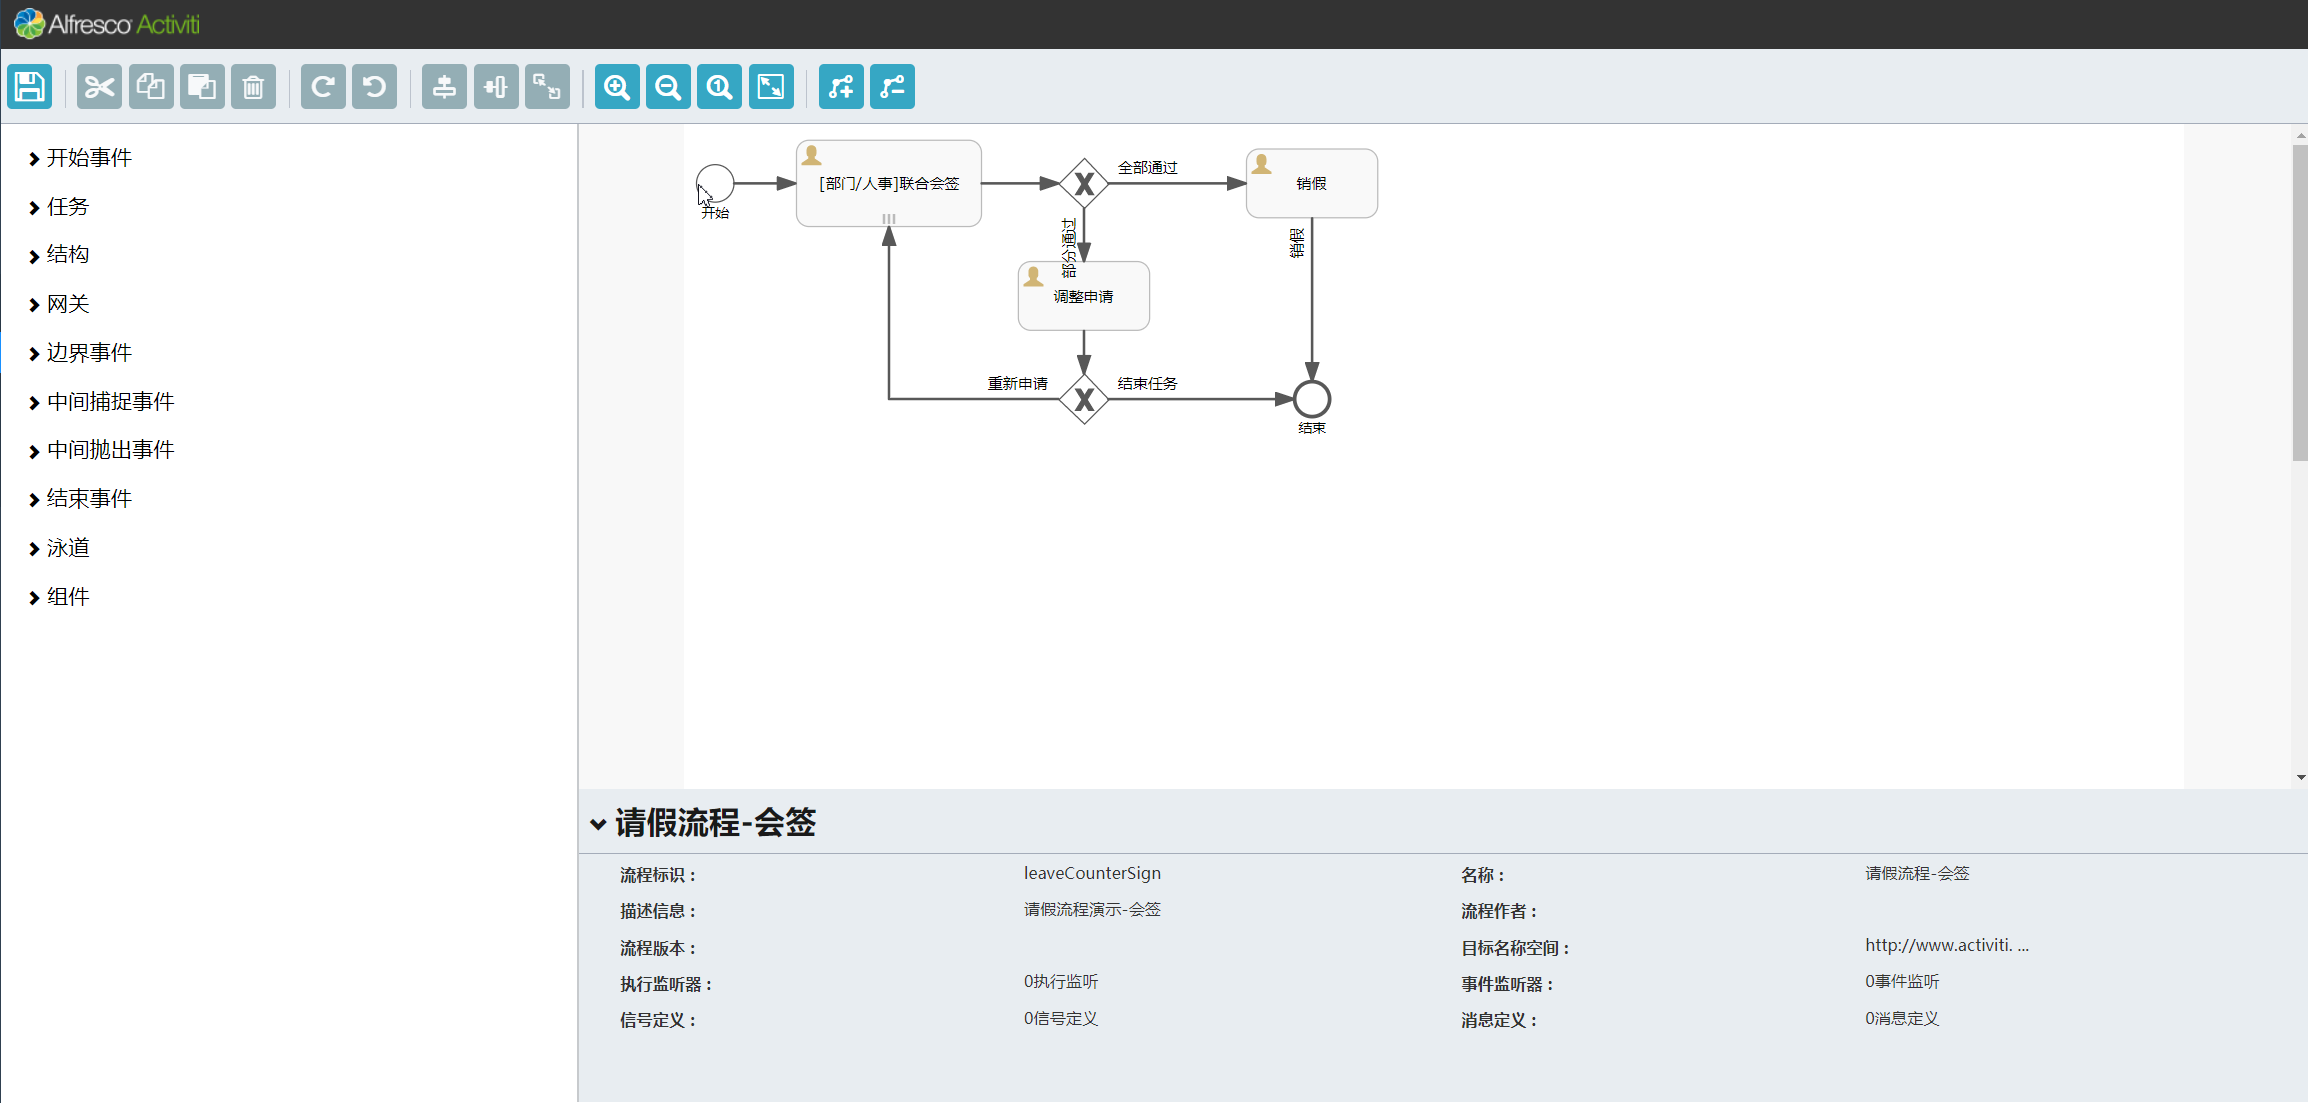 Alfresco Activiti
开始事件
任务
结构
网关
边界事件
中间捕捉事件
中间抛出事件
结束事件
泳道
组件
开始
[部门/人事]联合会签
全部通过
销假
部分通过
销假
调整申请
重新申请
结束任务
结束
请假流程-会签
流程标识： leaveCounterSign 名称： 请假流程-会签
描述信息： 请假流程演示-会签 流程作者：
流程版本： 目标名称空间： http://www.activiti. ...
执行监听器： 0执行监听 事件监听器： 0事件监听
信号定义： 0信号定义 消息定义： 0消息定义